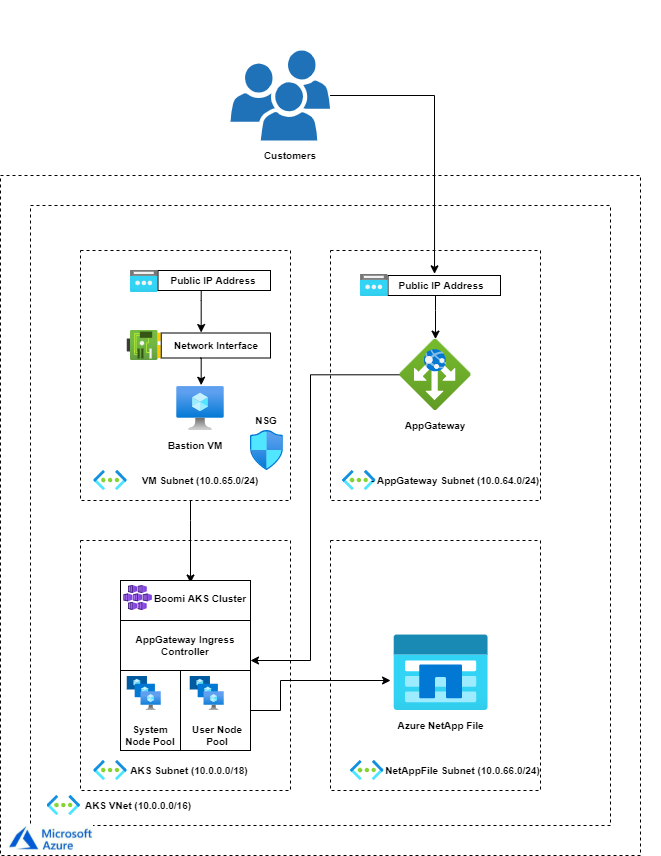 Customers
Public IP Address
Public IP Address
Network Interface
AppGateway
NSG
Bastion VM
VM Subnet (10.0.65.0/24)
AppGateway Subnet (10.0.64.0/24)
Boomi AKS Cluster
AppGateway Ingress
Controller
System
Node Pool
User Node
Pool
Azure NetApp File
AKS Subnet (10.0.0.0/18)
NetAppFile Subnet (10.0.66.0/24)
AKS VNet (10.0.0.0/16)
Microsoft
Azure